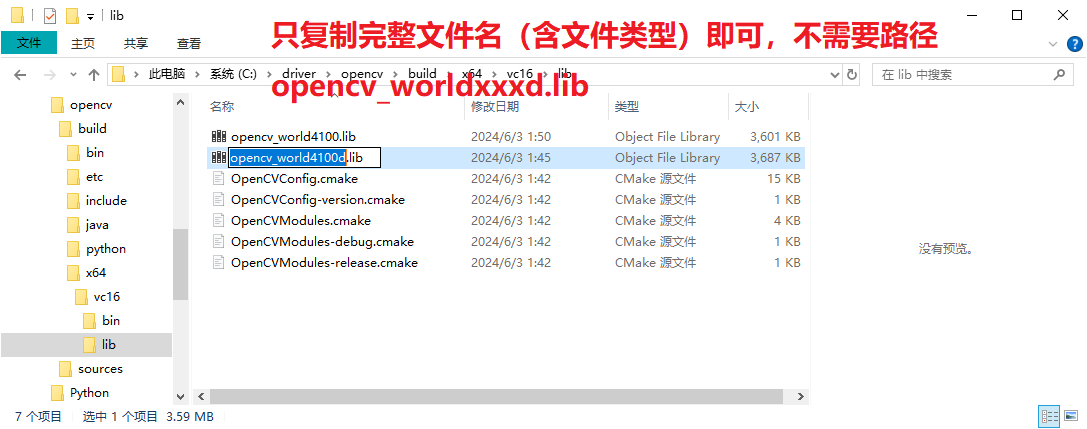 lib
文件 主页 共享 查看
只复制完整文件名（含文件类型）即可，不需要路径
此电脑 系统 (C:) driver opencv build x64 vc16 lib
在 lib 中搜索
opencv_worldxxxd.lib
名称 修改日期 类型 大小
opencv
build
bin
etc
include
java
python
x64
vc16
bin
lib
sources
Python
opencv_world4100.lib 2024/6/3 1:50 Object File Library 3,601 KB
opencv_world4100d.lib 2024/6/3 1:45 Object File Library 3,687 KB
OpenCVConfig.cmake 2024/6/3 1:42 CMake 源文件 15 KB
OpenCVConfig-version.cmake 2024/6/3 1:42 CMake 源文件 1 KB
OpenCVModules.cmake 2024/6/3 1:42 CMake 源文件 4 KB
OpenCVModules-debug.cmake 2024/6/3 1:42 CMake 源文件 1 KB
OpenCVModules-release.cmake 2024/6/3 1:42 CMake 源文件 1 KB
没有预览。
7 个项目 选中 1 个项目 3.59 MB